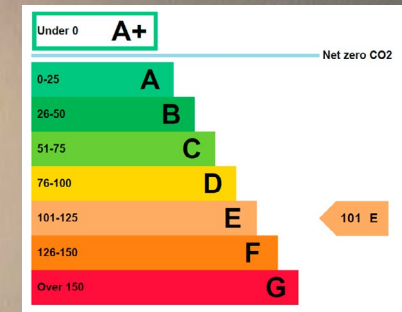 Under 0 A+
Net zero CO2
0-25 A
26-50 B
51-75 C
76-100 D
101-125 E
101 E
126-150 F
Over 150 G